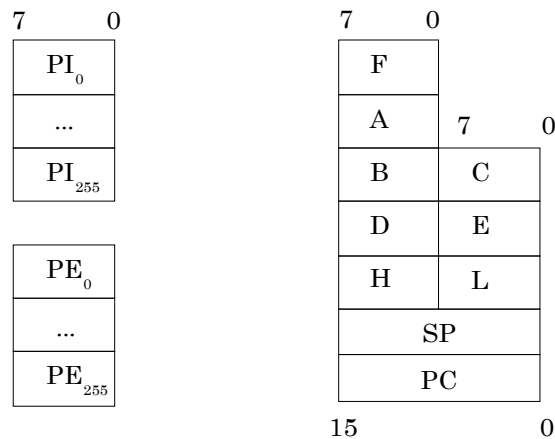 7 0
PI₀
...
PI₂₅₅
PE₀
...
PE₂₅₅
7 0
F
A
7 0
B C
D E
H L
SP
PC
15 0